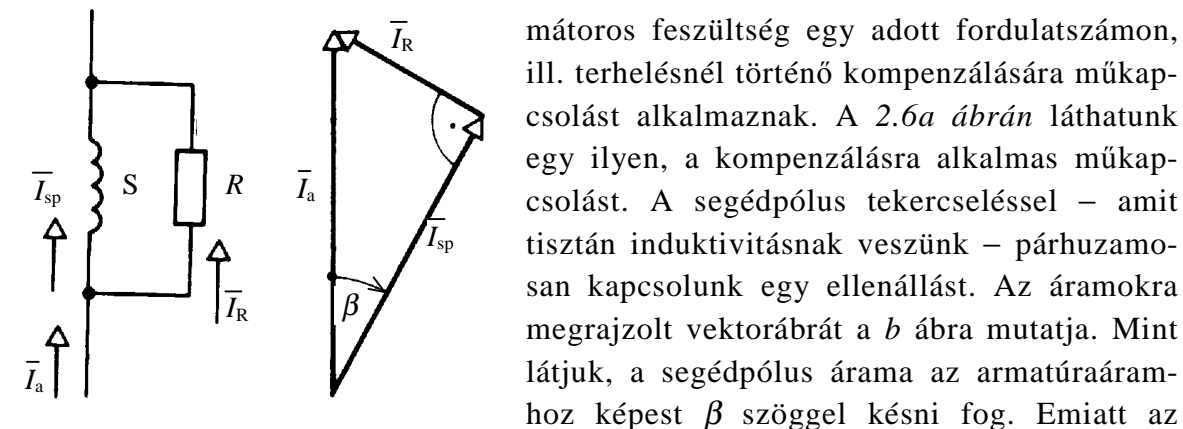 I̅sp
S
R
I̅R
I̅a
I̅a
β
I̅sp
I̅R
mátoros feszültség egy adott fordulatszámon,
ill. terhelésnél történő kompenzálására műkap-
csolást alkalmaznak. A 2.6a ábrán láthatunk
egy ilyen, a kompenzálásra alkalmas műkap-
csolást. A segédpólus tekercseléssel – amit
tisztán induktivitásnak veszünk – párhuzamo-
san kapcsolunk egy ellenállást. Az áramokra
megrajzolt vektorábrát a b ábra mutatja. Mint
látjuk, a segédpólus árama az armatúraáram-
hoz képest β szöggel késni fog. Emiatt az